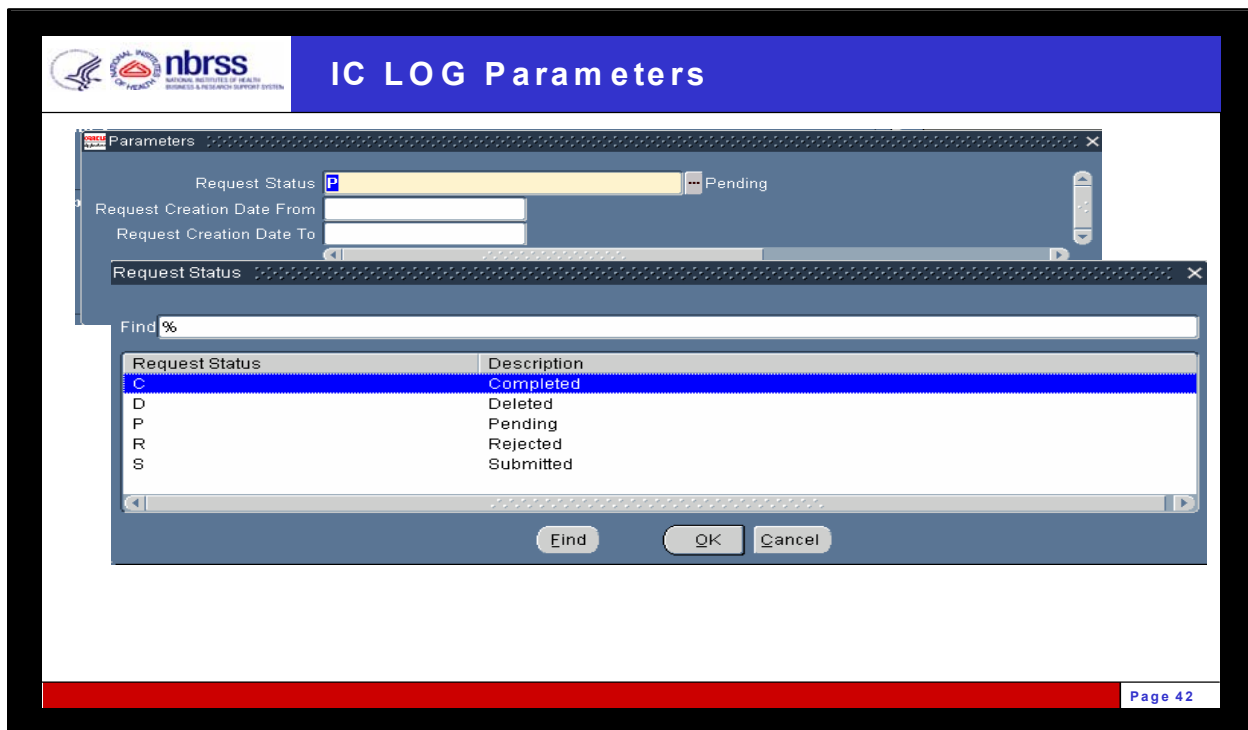 nbrss
NATIONAL INSTITUTES OF HEALTH
BUSINESS & RESEARCH SUPPORT SYSTEM
IC LOG Parameters
Parameters
Request Status P Pending
Request Creation Date From
Request Creation Date To
Request Status
Find %
Request Status Description
C Completed
D Deleted
P Pending
R Rejected
S Submitted
Find OK Cancel
Page 42